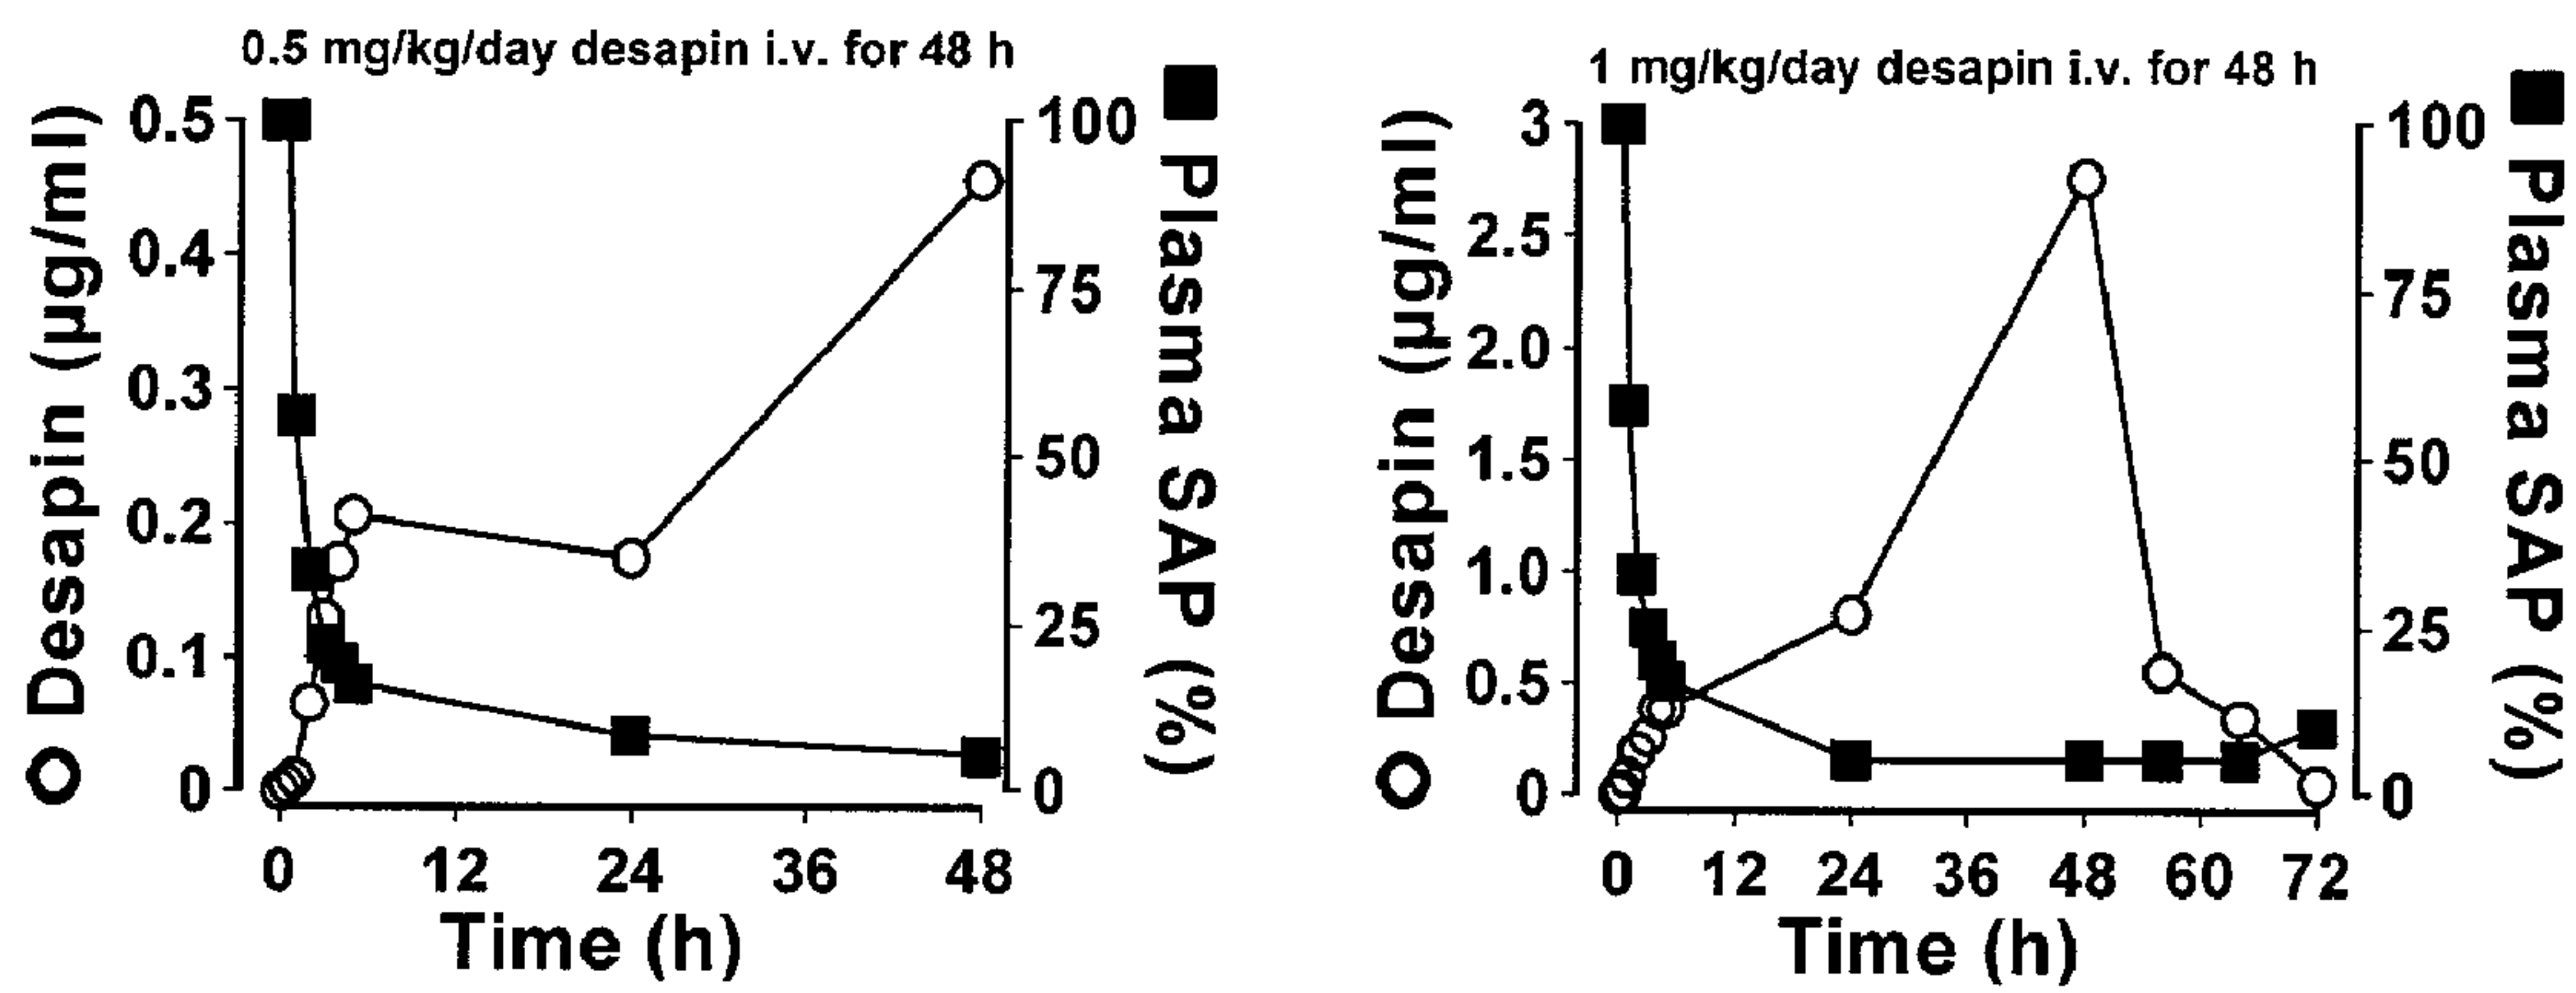 0.5 mg/kg/day desapin i.v. for 48 h
Desapin (µg/ml)
0.5
0.4
0.3
0.2
0.1
0
100
75
50
25
0
Plasma SAP (%)
0 12 24 36 48
Time (h)
1 mg/kg/day desapin i.v. for 48 h
Desapin (µg/ml)
3
2.5
2.0
1.5
1.0
0.5
0
100
75
50
25
0
Plasma SAP (%)
0 12 24 36 48 60 72
Time (h)